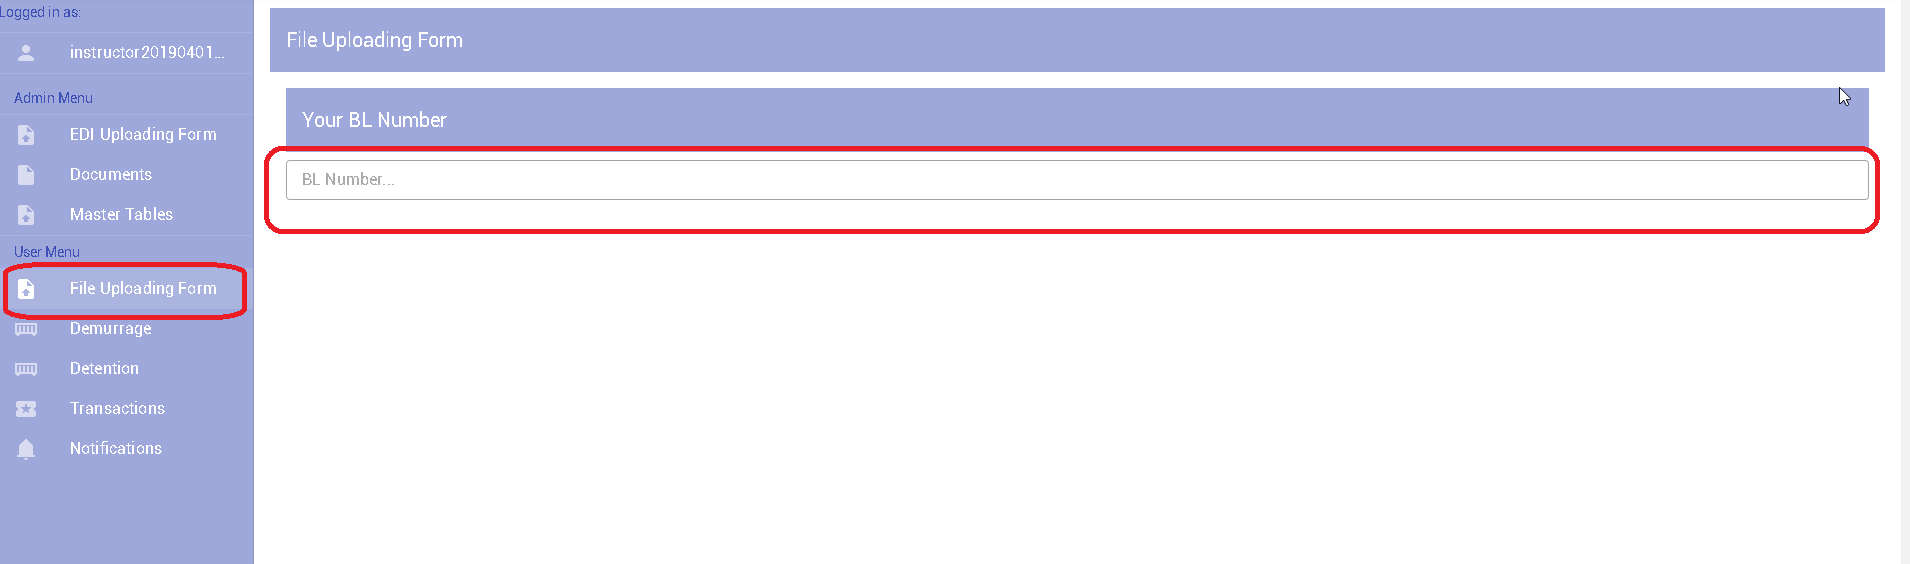 Logged in as:
instructor20190401...
Admin Menu
EDI Uploading Form
Documents
Master Tables
User Menu
File Uploading Form
Demurrage
Detention
Transactions
Notifications
File Uploading Form
Your BL Number
BL Number...